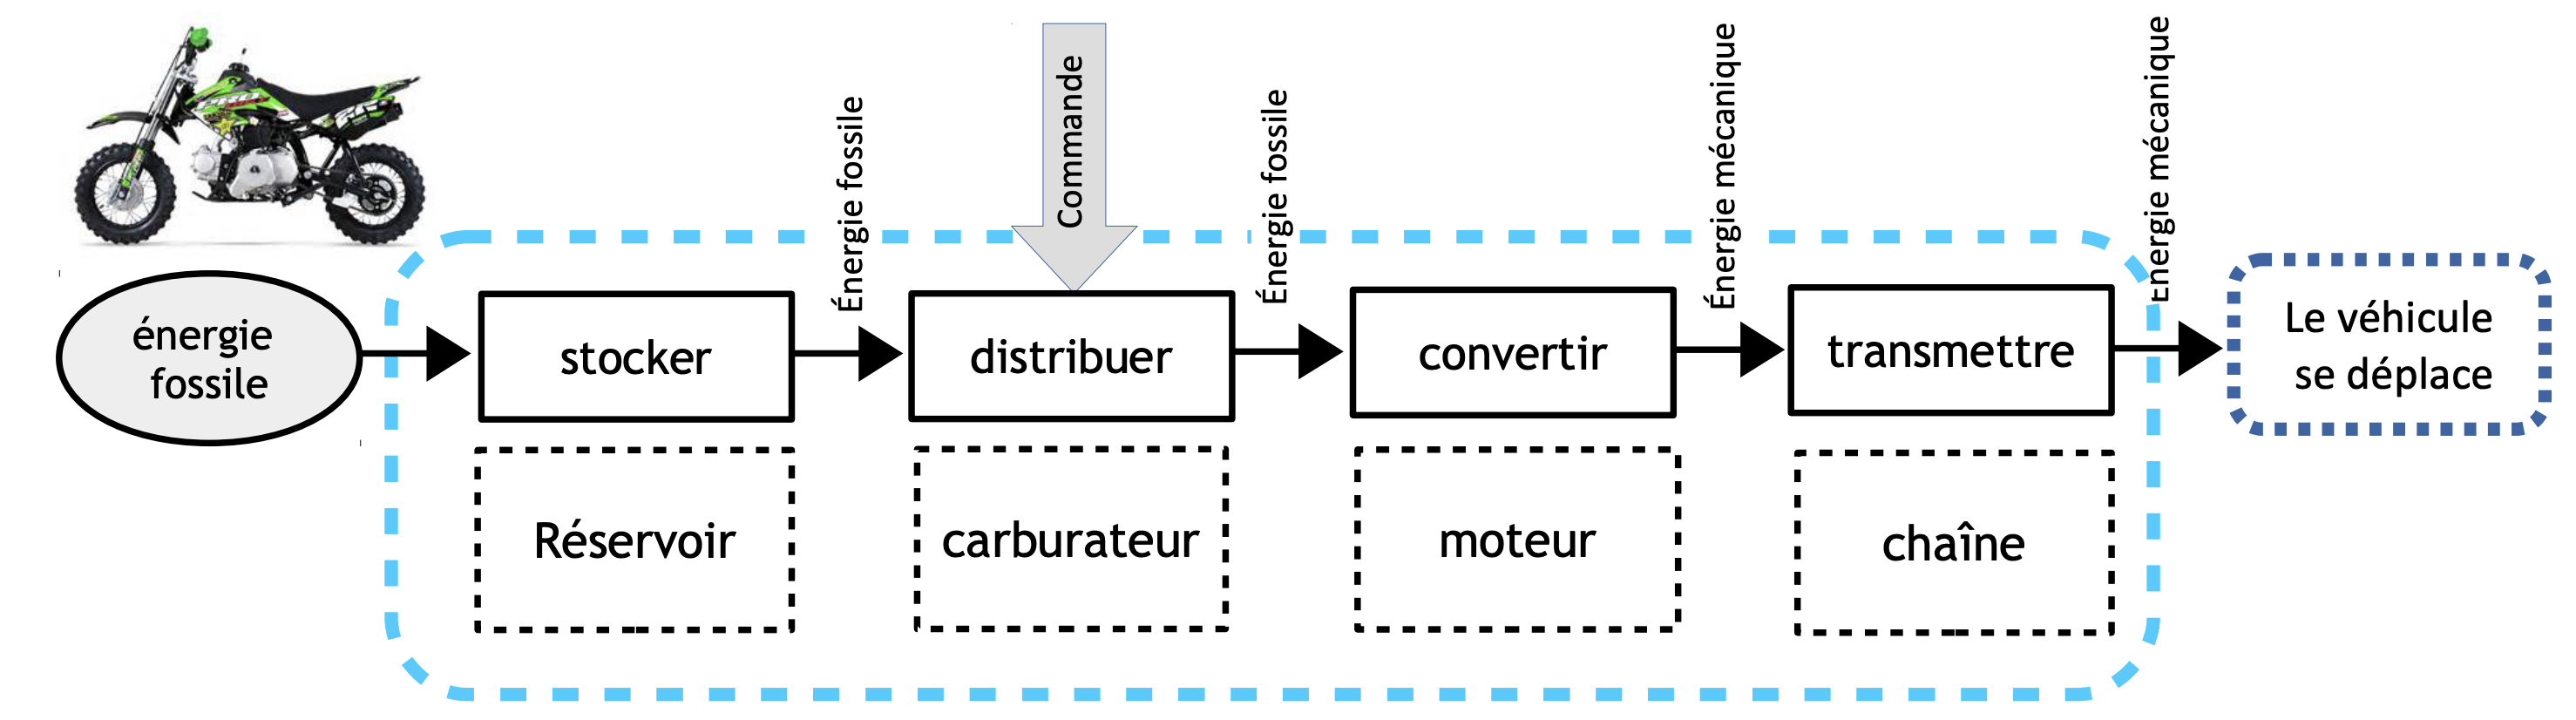 PRO
Commande
Énergie fossile
Énergie fossile
Énergie mécanique
Énergie mécanique
énergie
fossile
stocker
distribuer
convertir
transmettre
Le véhicule
se déplace
Réservoir
carburateur
moteur
chaîne